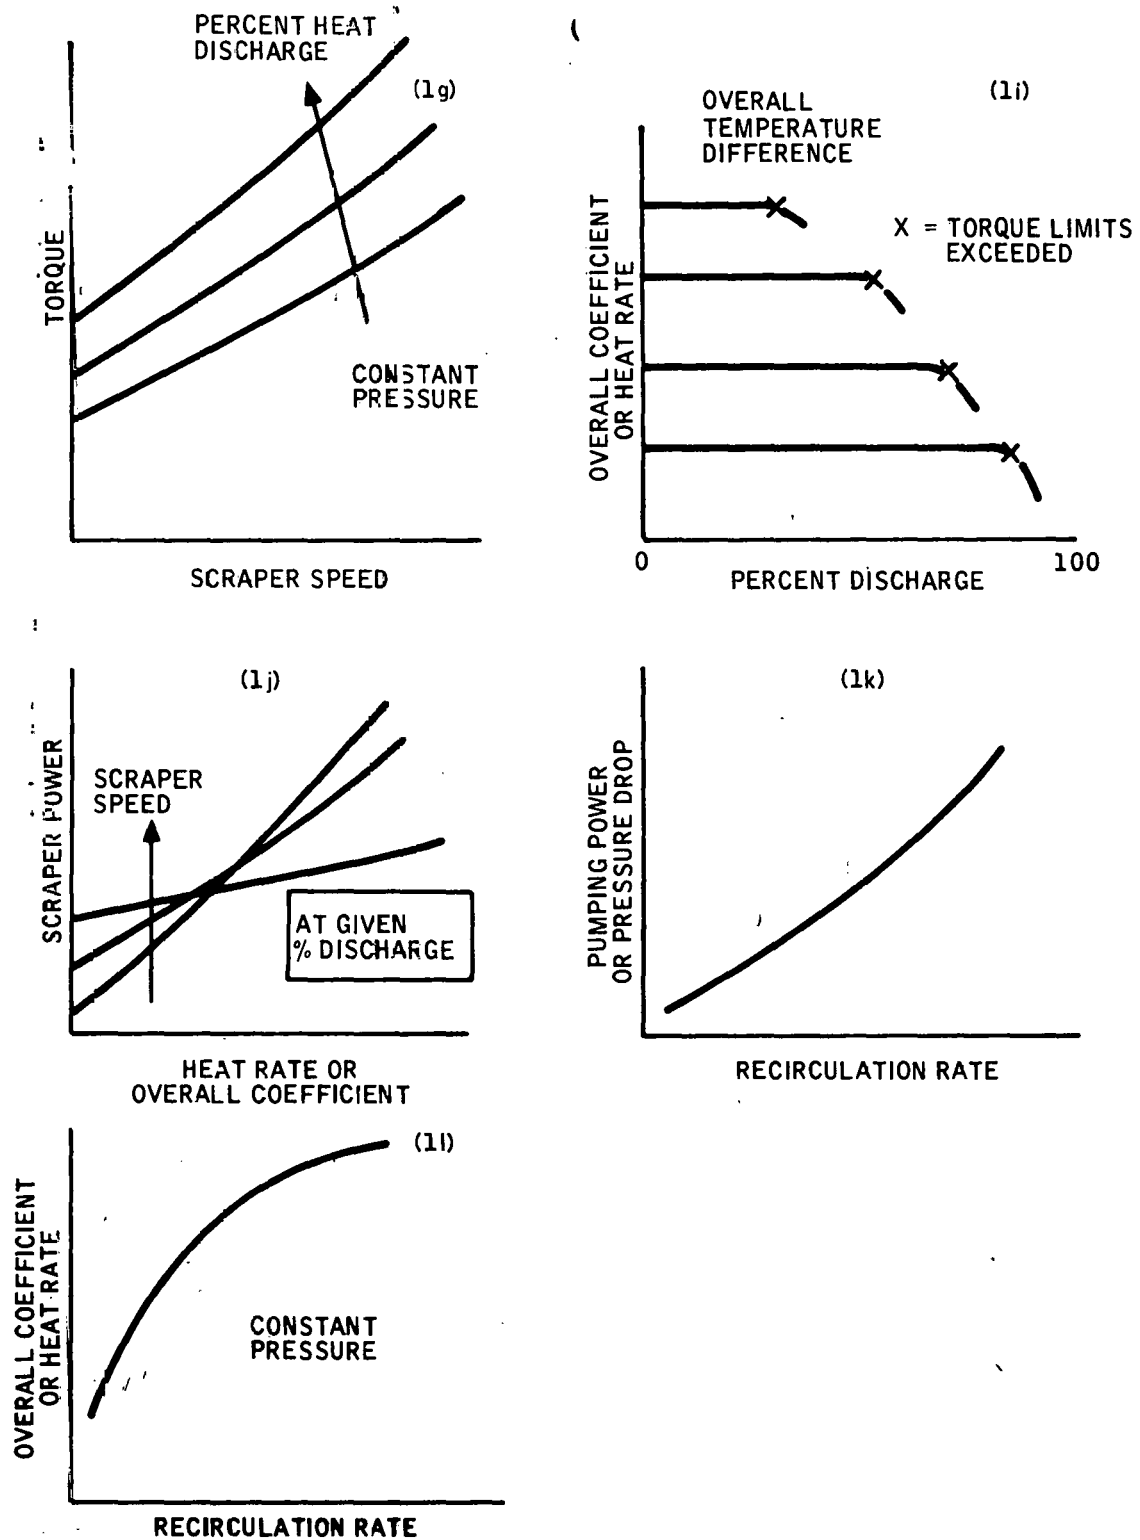 PERCENT HEAT
DISCHARGE
(1g)
TORQUE
CONSTANT
PRESSURE
SCRAPER SPEED
(1i)
OVERALL
TEMPERATURE
DIFFERENCE
X = TORQUE LIMITS
EXCEEDED
OVERALL COEFFICIENT
OR HEAT RATE
0
100
PERCENT DISCHARGE
(1j)
SCRAPER POWER
SCRAPER
SPEED
AT GIVEN
% DISCHARGE
HEAT RATE OR
OVERALL COEFFICIENT
(1k)
PUMPING POWER
OR PRESSURE DROP
RECIRCULATION RATE
(1l)
OVERALL COEFFICIENT
OR HEAT RATE
CONSTANT
PRESSURE
RECIRCULATION RATE